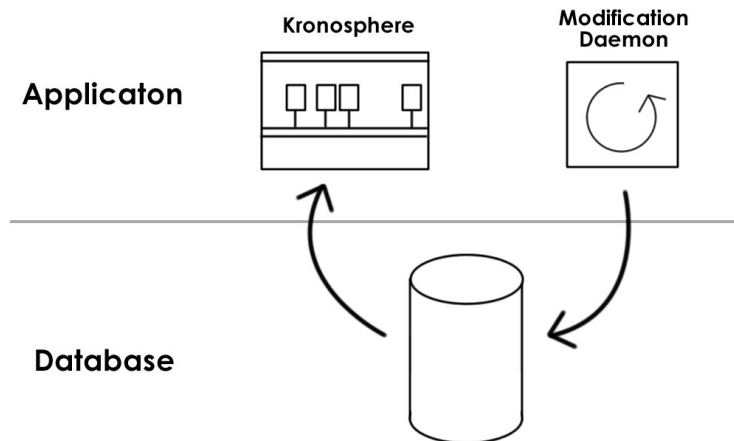 Kronosphere
Modification
Daemon
Applicaton
Database